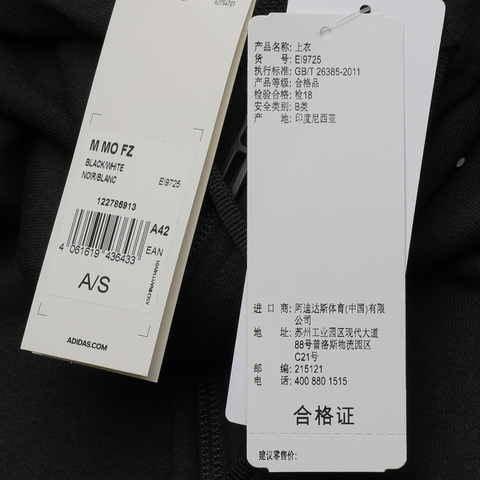 62754701
M MO FZ
BLACK/WHITE
NOIR/BLANC
EI9725
122785913
A42
4 061619 436433
EAN
A/S
ADIDAS.COM
产品名称: 上衣
货 号: EI9725
执行标准: GB/T 26385-2011
产品等级: 合格品
检验合格: 检18
安全类别: B类
产 地: 印度尼西亚
进 口 商: 阿迪达斯体育(中国)有限
公司
地 址: 苏州工业园区现代大道
88号普洛斯物流园区
C21号
邮 编: 215121
电 话: 400 880 1515
合格证
建议零售价: